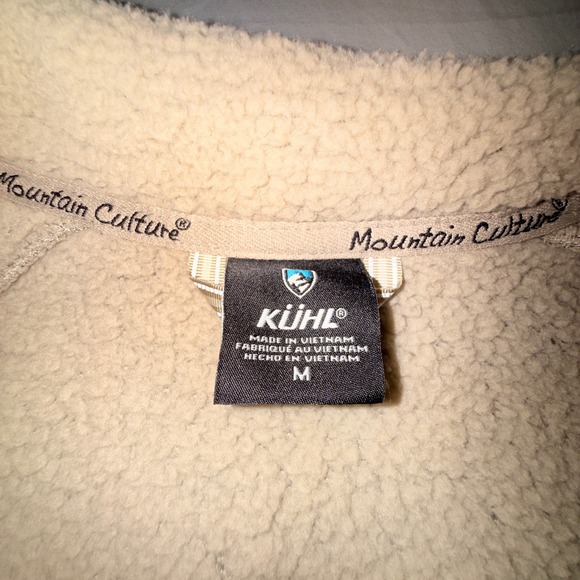 Mountain Culture®
Mountain Culture®
KÜHL®
MADE IN VIETNAM
FABRIQUÉ AU VIETNAM
HECHO EN VIETNAM
M